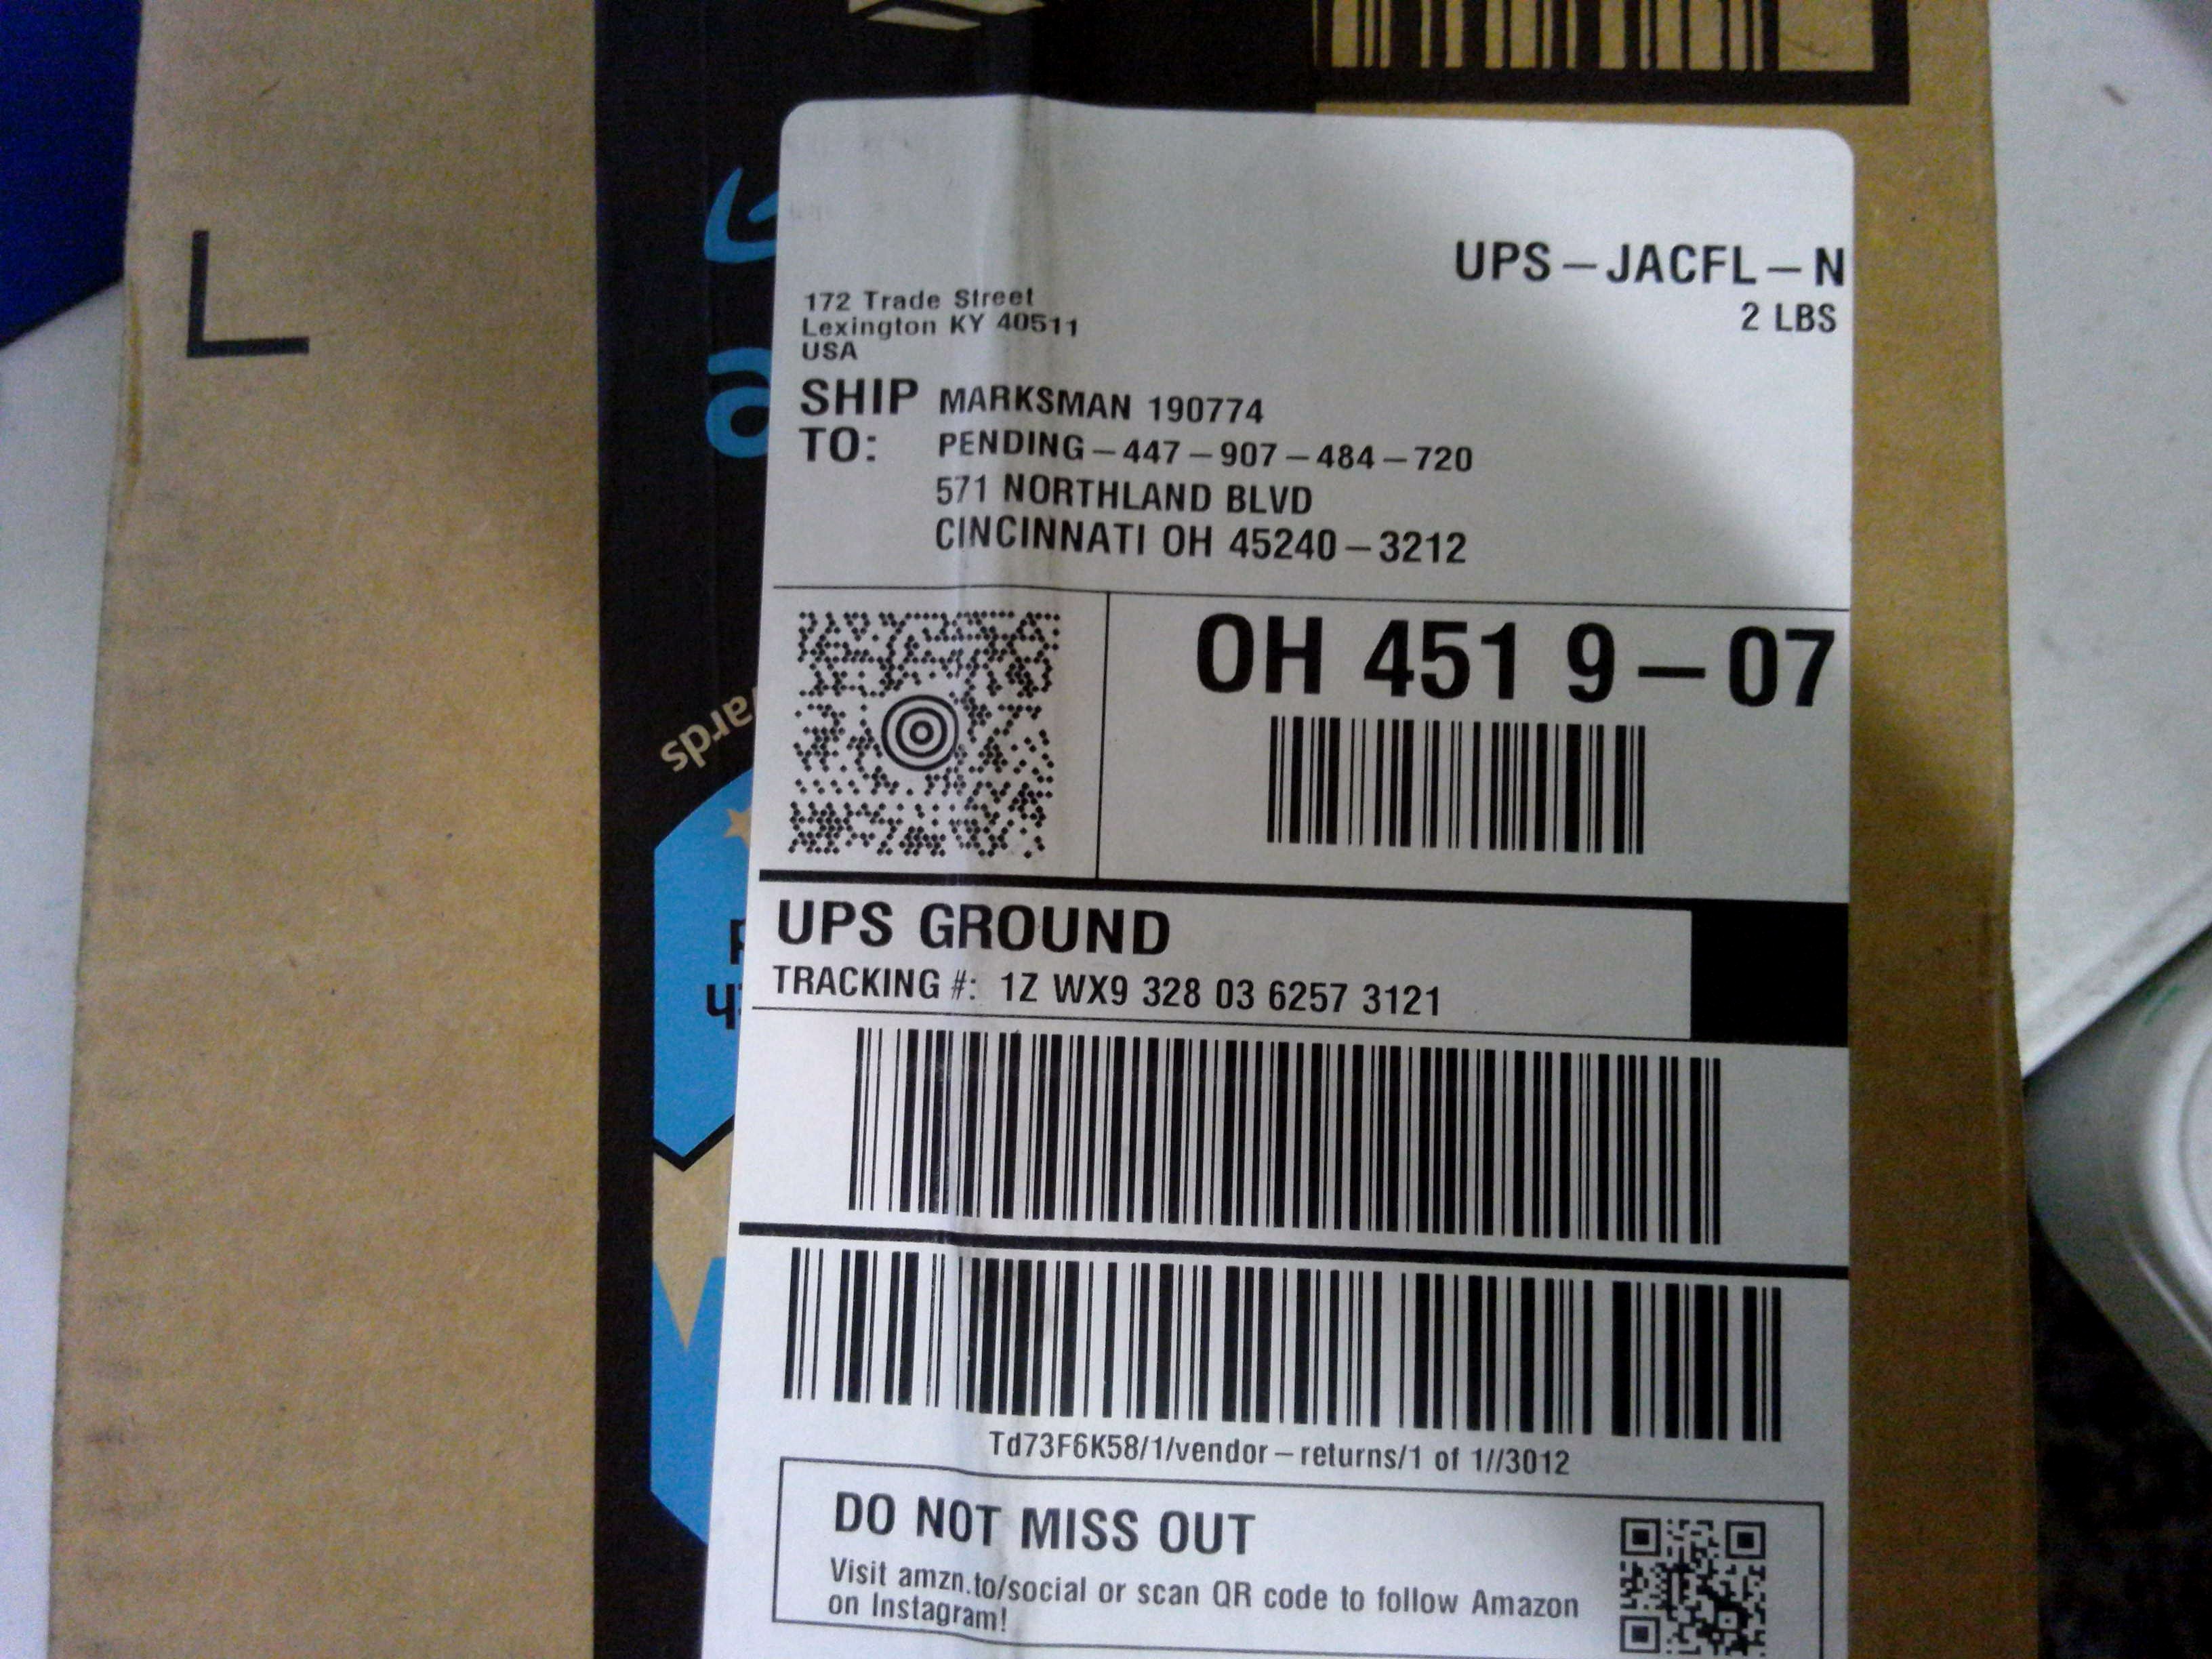 L
a
ards
UPS-JACFL-N
2 LBS
172 Trade Street
Lexington KY 40511
USA
SHIP TO: MARKSMAN 190774
PENDING-447-907-484-720
571 NORTHLAND BLVD
CINCINNATI OH 45240-3212
OH 451 9-07
UPS GROUND
TRACKING #: 1Z WX9 328 03 6257 3121
Td73F6K58/1/vendor-returns/1 of 1//3012
DO NOT MISS OUT
Visit amzn.to/social or scan QR code to follow Amazon
on Instagram!